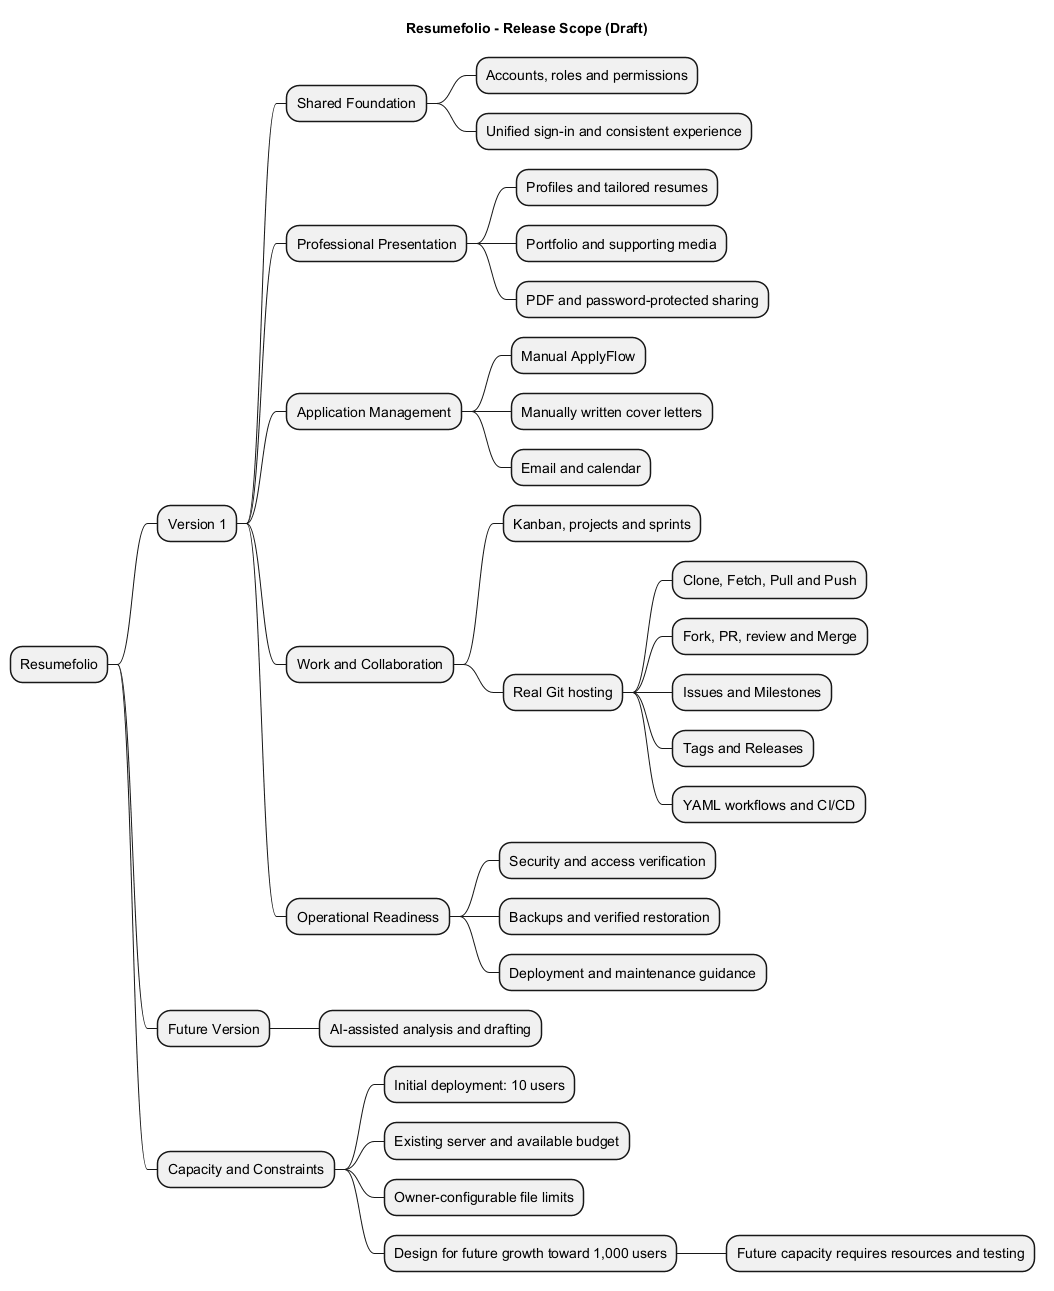 Resumefolio - Release Scope (Draft)
Resumefolio
Version 1
Shared Foundation
Accounts, roles and permissions
Unified sign-in and consistent experience
Professional Presentation
Profiles and tailored resumes
Portfolio and supporting media
PDF and password-protected sharing
Application Management
Manual ApplyFlow
Manually written cover letters
Email and calendar
Work and Collaboration
Kanban, projects and sprints
Real Git hosting
Clone, Fetch, Pull and Push
Fork, PR, review and Merge
Issues and Milestones
Tags and Releases
YAML workflows and CI/CD
Operational Readiness
Security and access verification
Backups and verified restoration
Deployment and maintenance guidance
Future Version
AI-assisted analysis and drafting
Capacity and Constraints
Initial deployment: 10 users
Existing server and available budget
Owner-configurable file limits
Design for future growth toward 1,000 users
Future capacity requires resources and testing